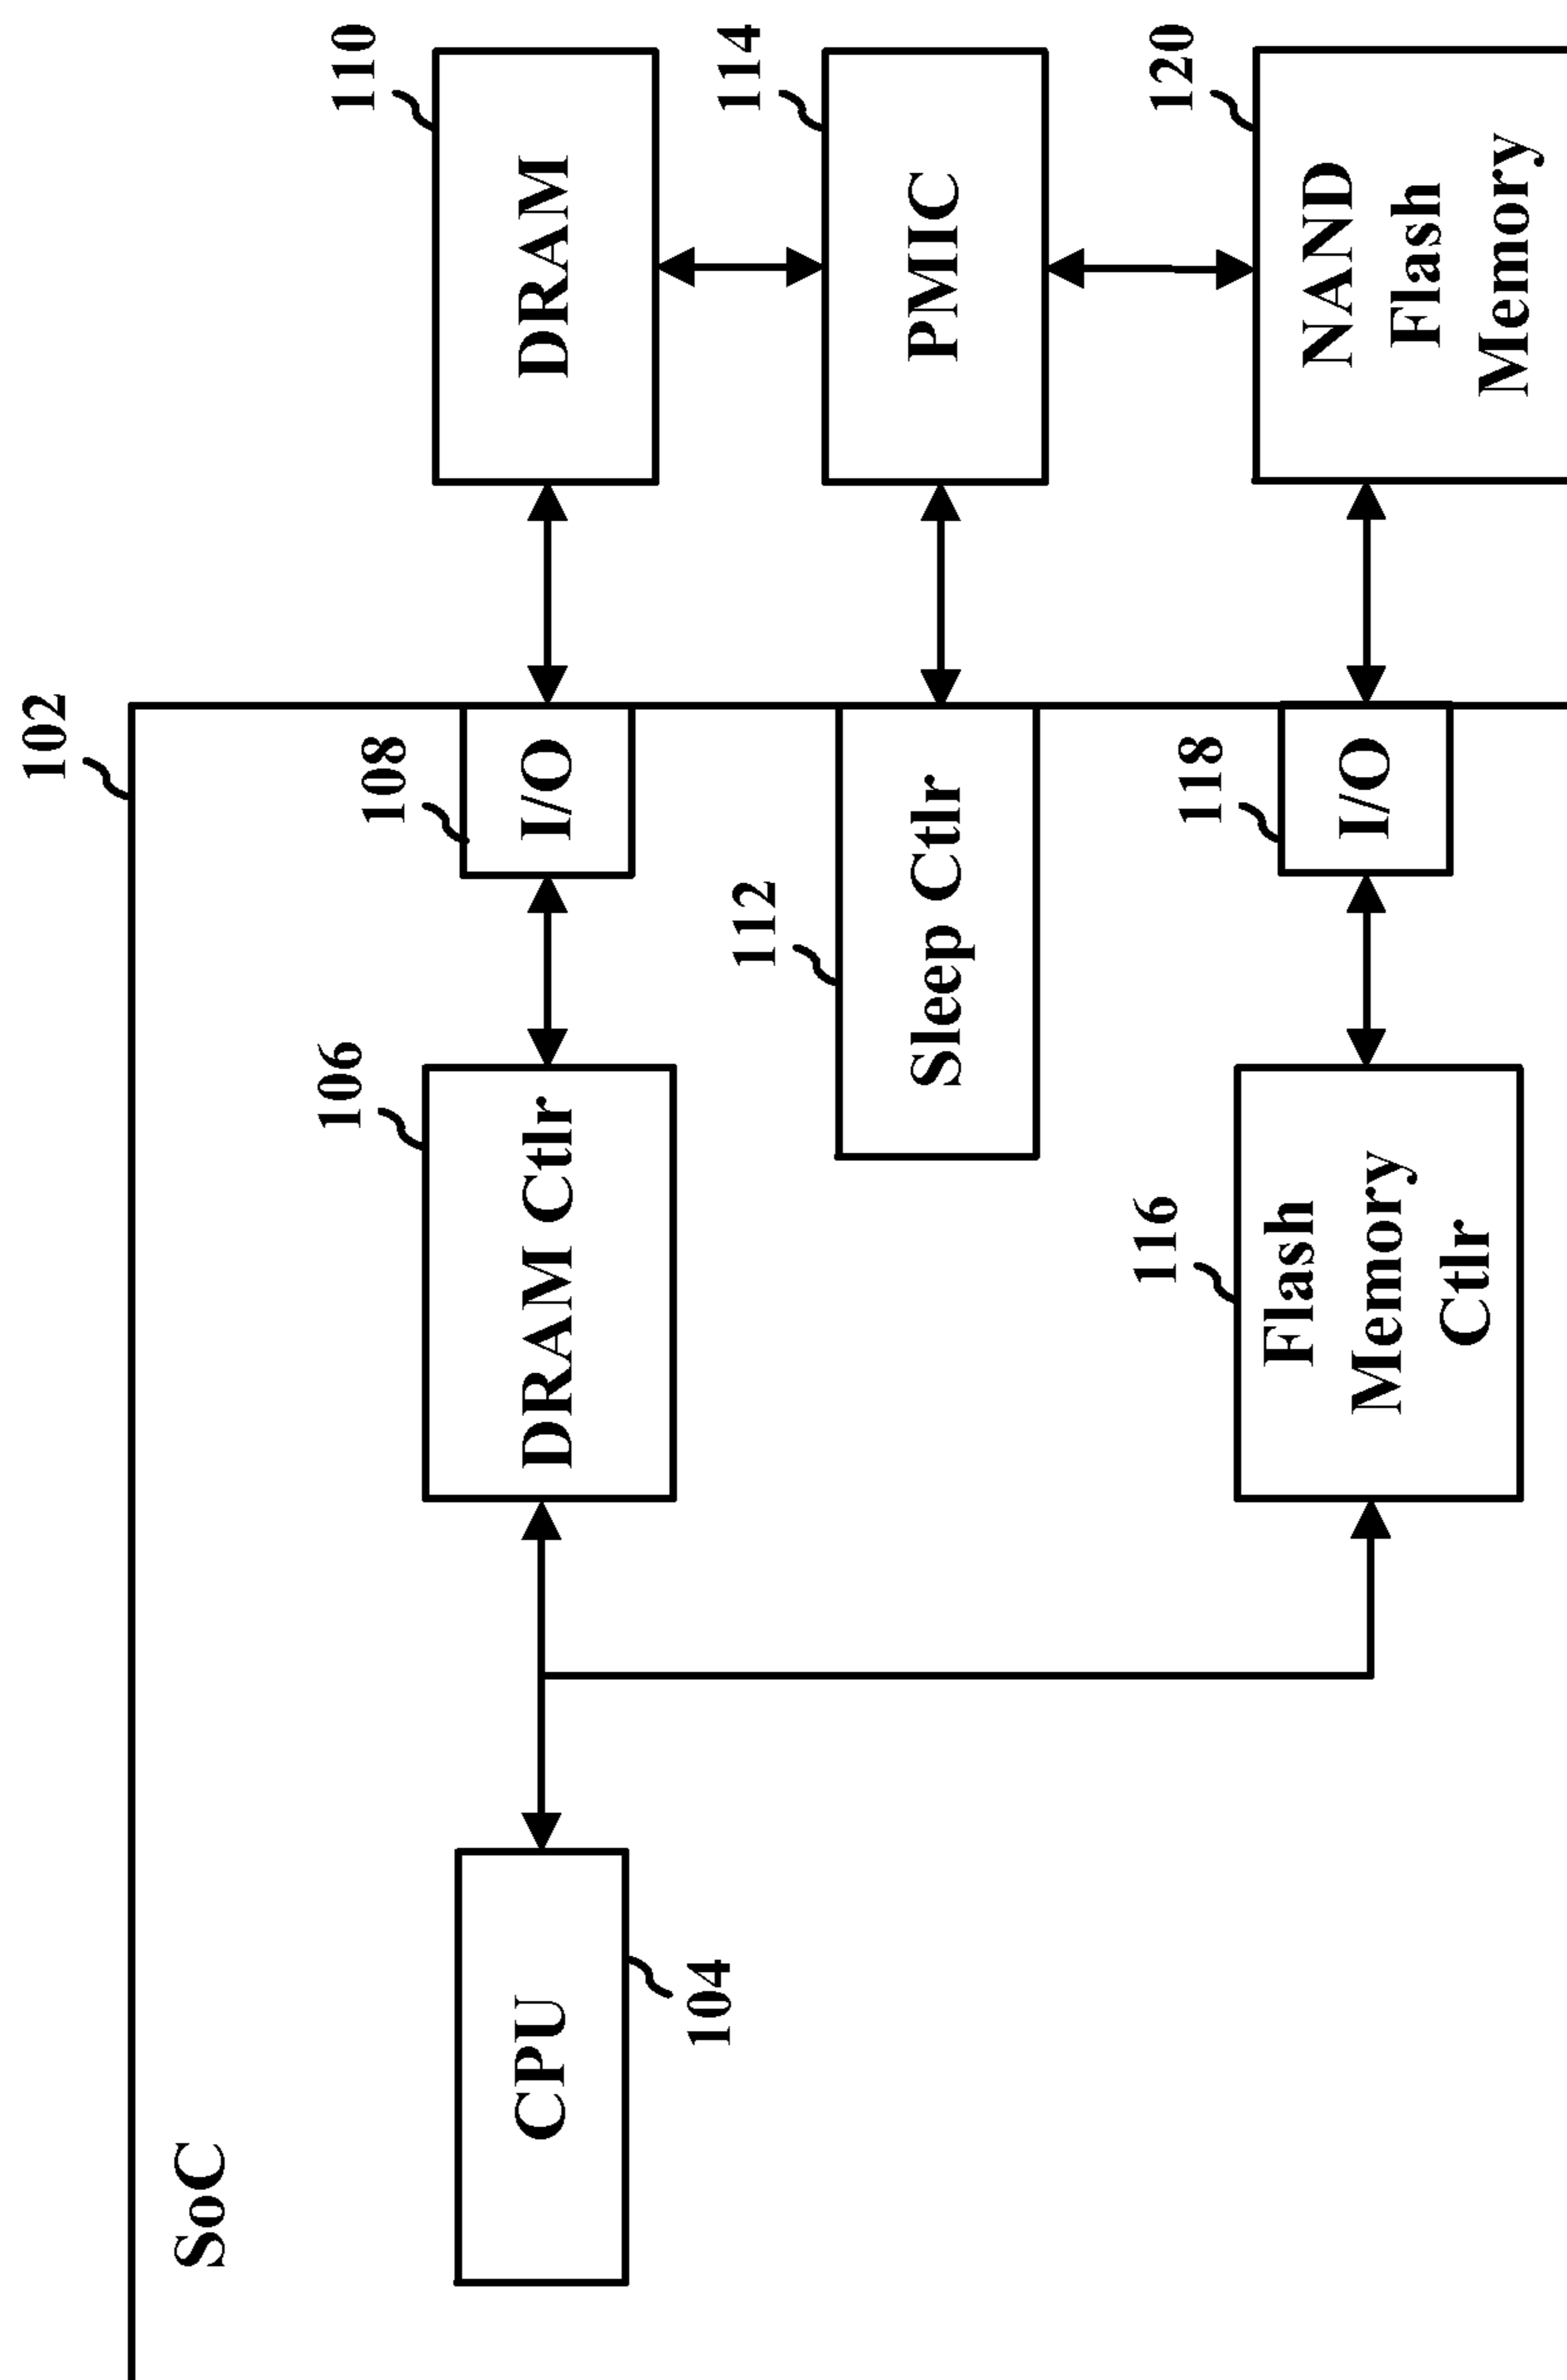 102
SoC
106
108
110
CPU
DRAM Ctlr
I/O
DRAM
104
112
114
Sleep Ctlr
PMIC
116
118
120
Flash
Memory
Ctlr
I/O
NAND
Flash
Memory